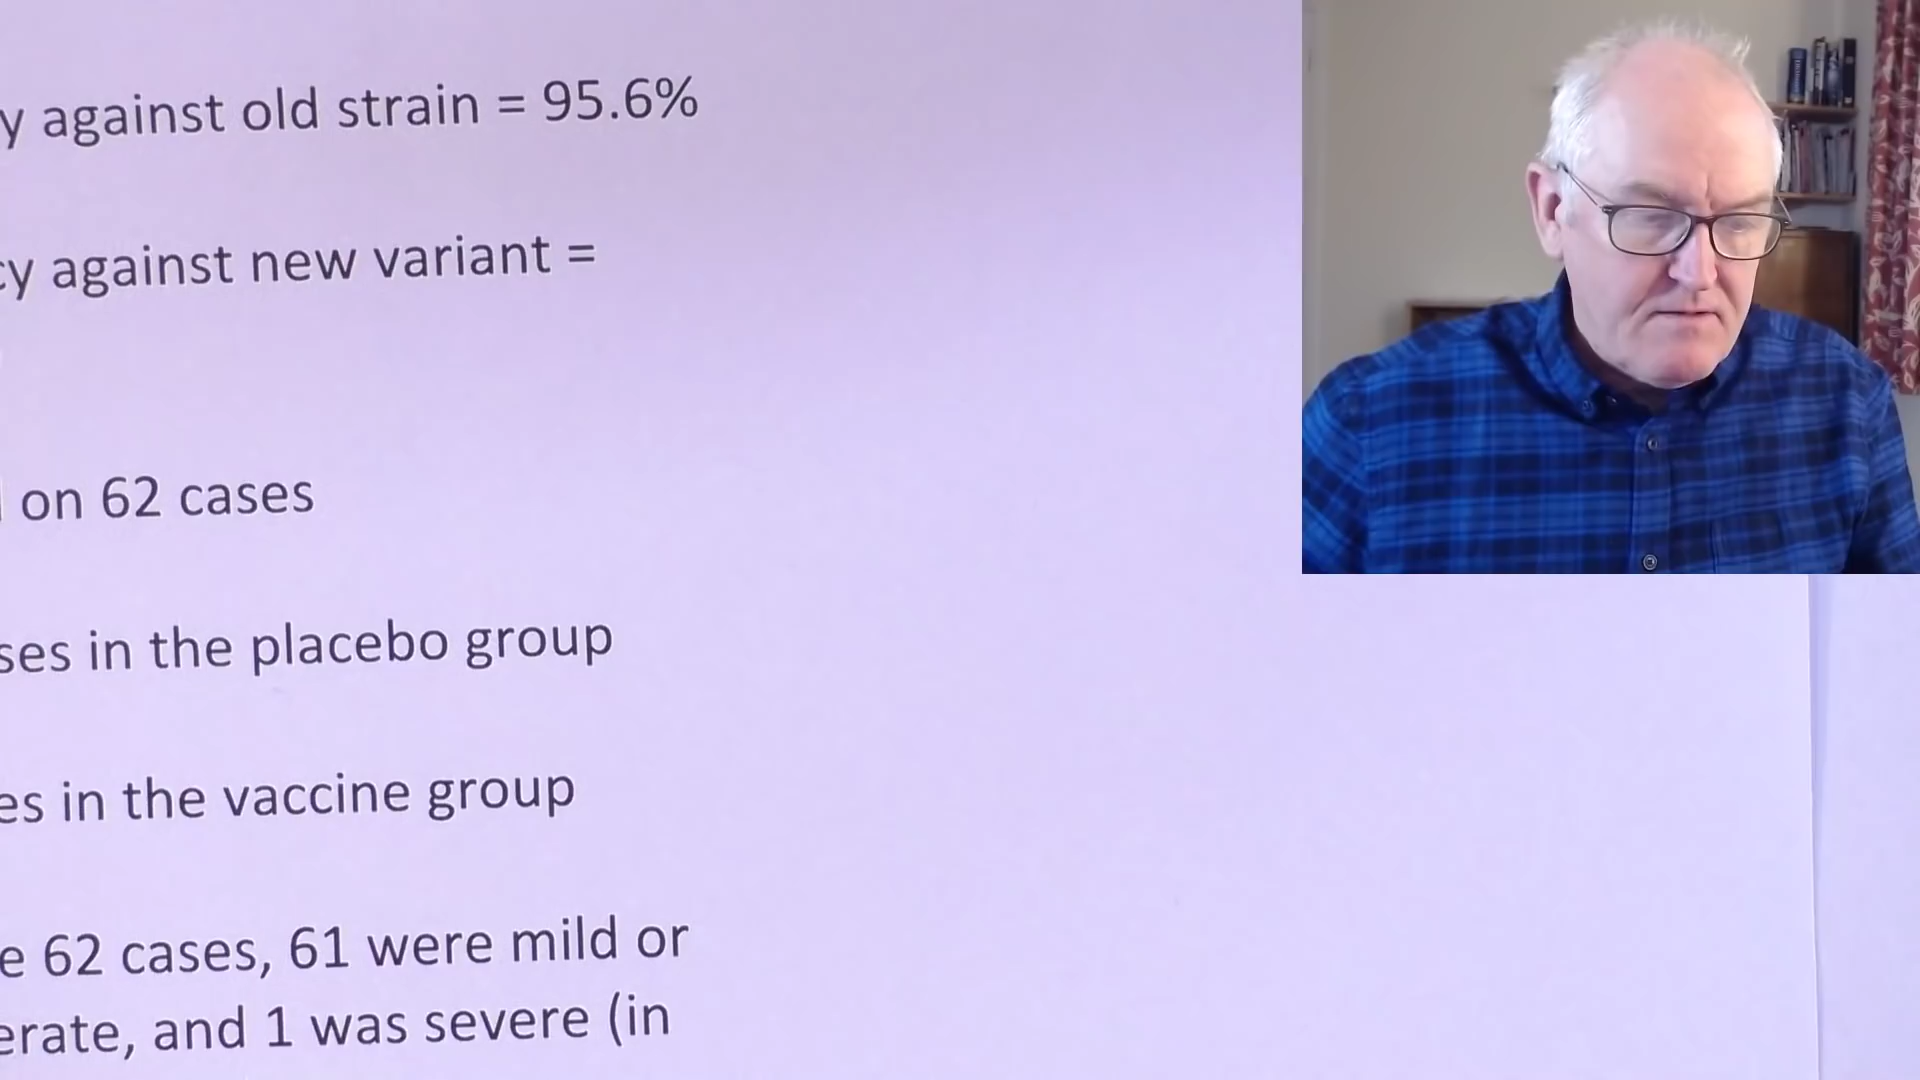 y against old strain = 95.6%
cy against new variant =
on 62 cases
ses in the placebo group
es in the vaccine group
e 62 cases, 61 were mild or
erate, and 1 was severe (in